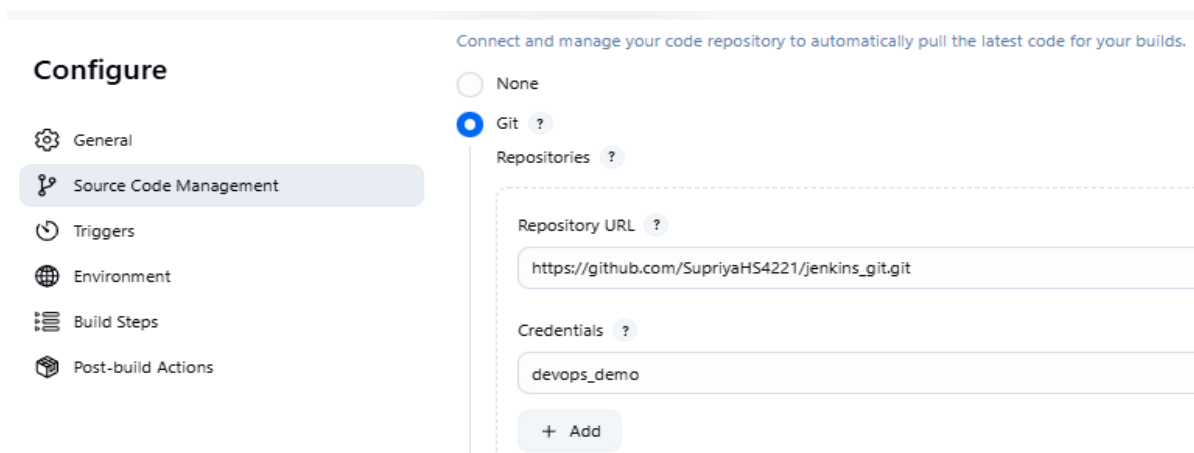 Configure
General
Source Code Management
Triggers
Environment
Build Steps
Post-build Actions
Connect and manage your code repository to automatically pull the latest code for your builds.
None
Git ?
Repositories ?
Repository URL ?
https://github.com/SupriyaHS4221/jenkins_git.git
Credentials ?
devops_demo
+ Add